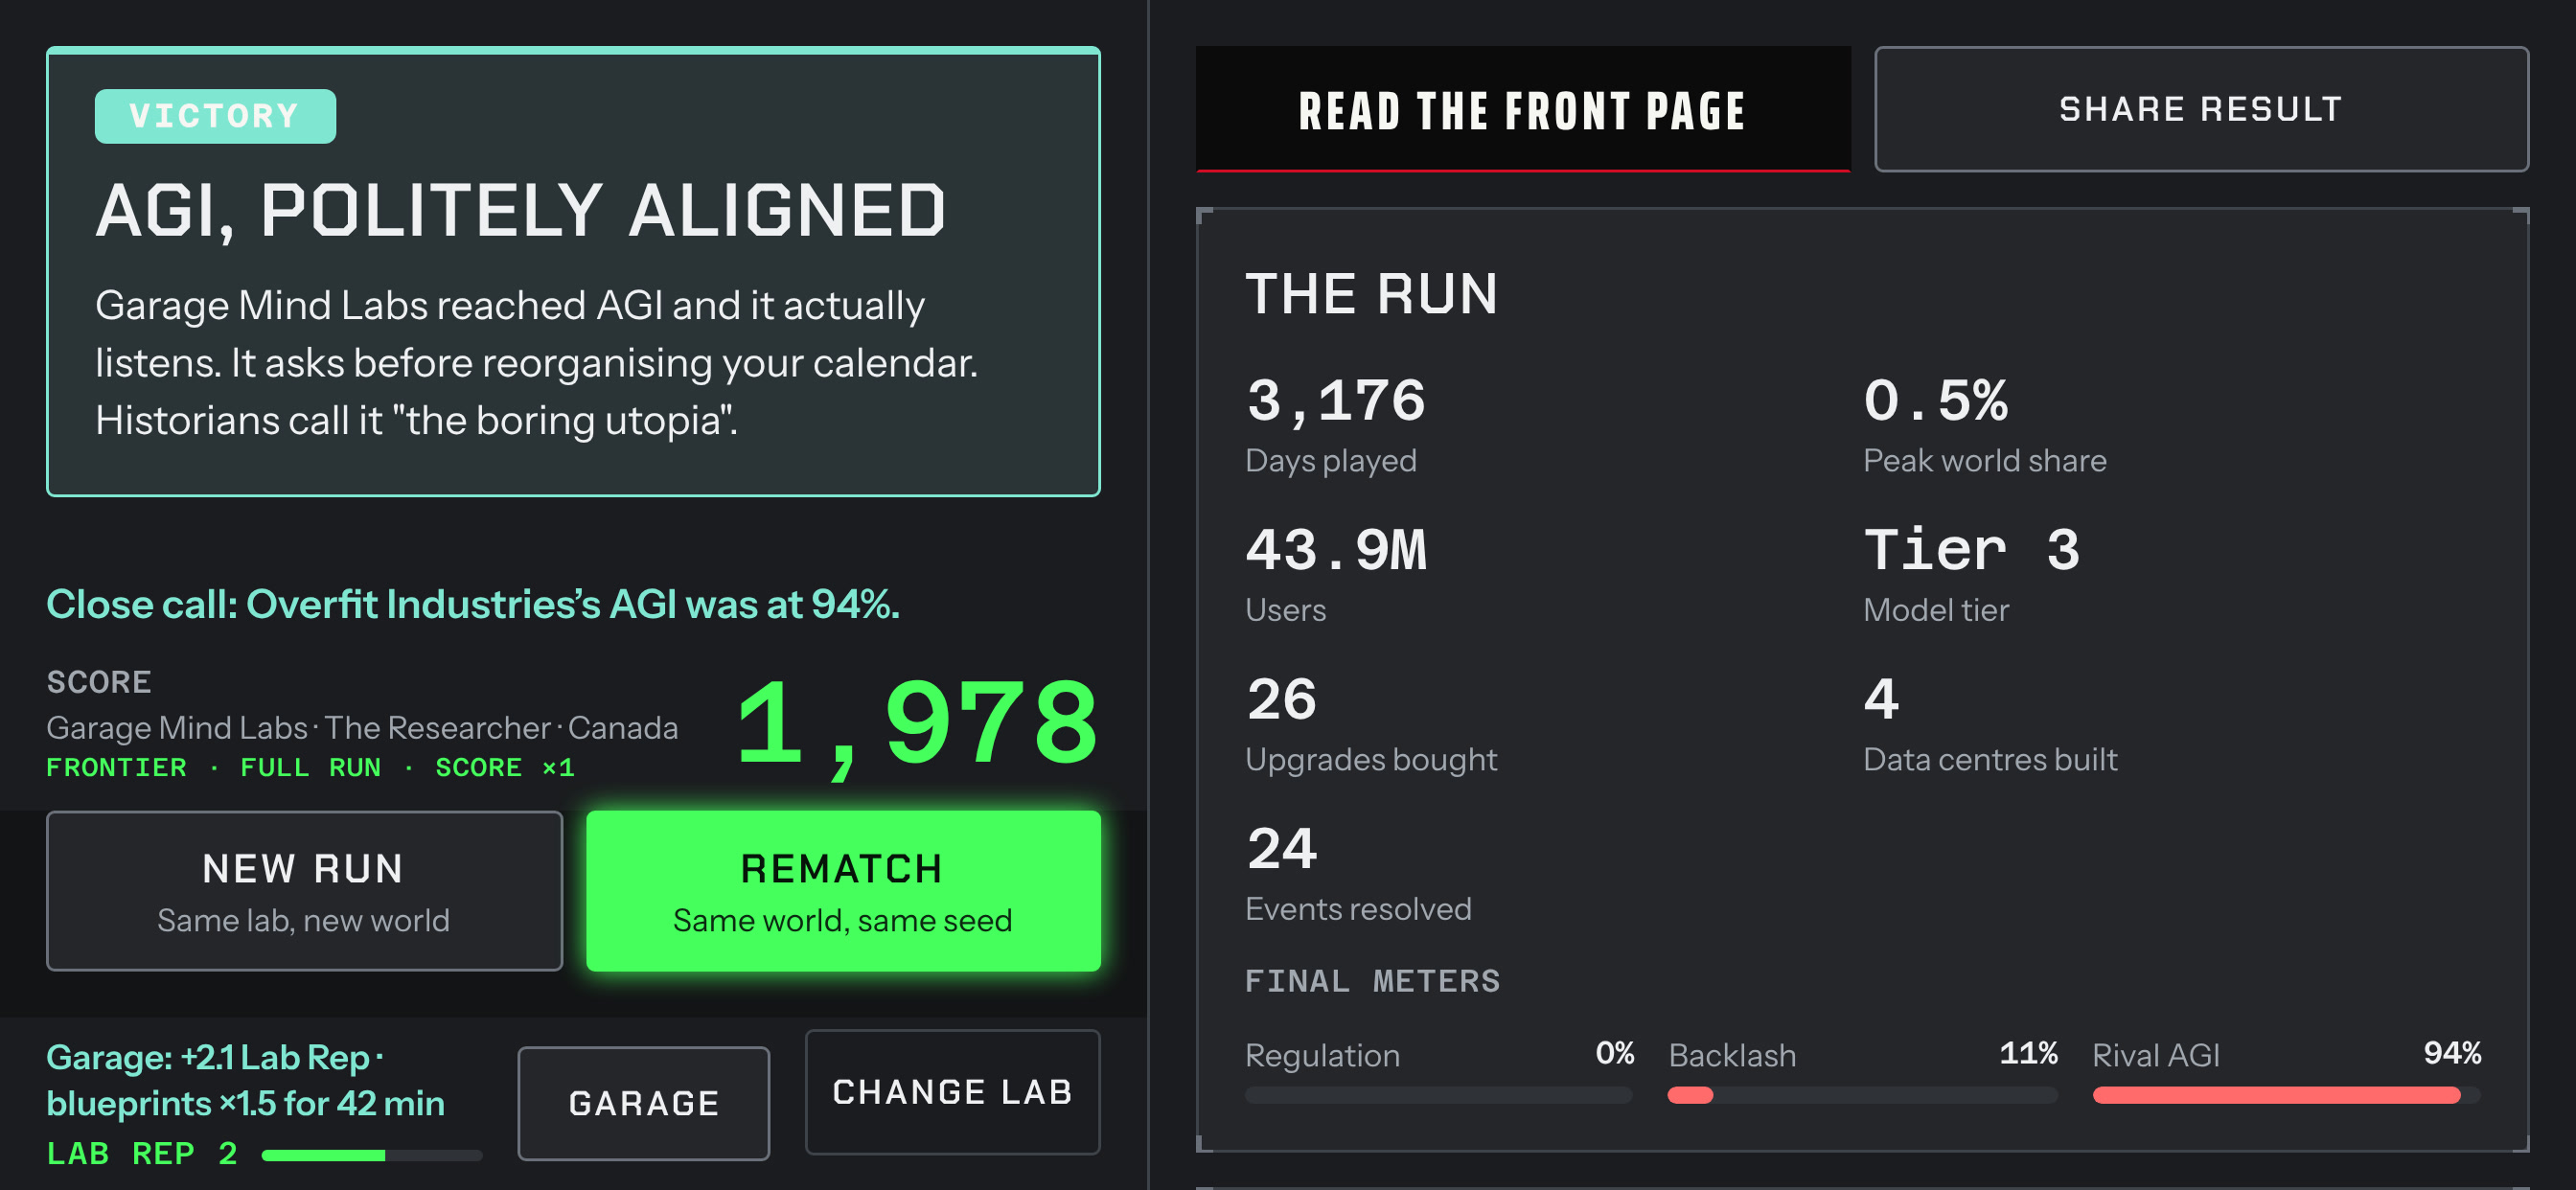 VICTORY
AGI, POLITELY ALIGNED
Garage Mind Labs reached AGI and it actually
listens. It asks before reorganising your calendar.
Historians call it "the boring utopia".
Close call: Overfit Industries’s AGI was at 94%.
SCORE
Garage Mind Labs · The Researcher · Canada
FRONTIER · FULL RUN · SCORE ×1
1,978
NEW RUN
Same lab, new world
REMATCH
Same world, same seed
Garage: +2.1 Lab Rep ·
blueprints ×1.5 for 42 min
LAB REP 2
GARAGE
CHANGE LAB
READ THE FRONT PAGE
SHARE RESULT
THE RUN
3,176
Days played
0.5%
Peak world share
43.9M
Users
Tier 3
Model tier
26
Upgrades bought
4
Data centres built
24
Events resolved
FINAL METERS
Regulation 0%
Backlash 11%
Rival AGI 94%